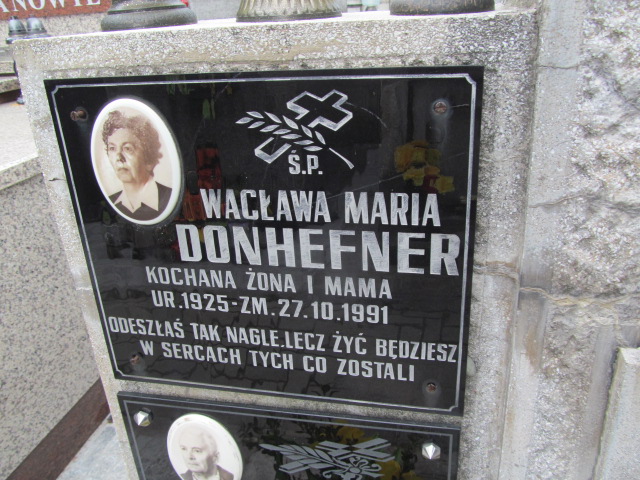 Ś.P.
WACŁAWA MARIA
DONHEFNER
KOCHANA ŻONA I MAMA
UR.1925-ZM.27.10.1991
ODESZŁAŚ TAK NAGLE.LECZ ŻYĆ BĘDZIESZ
W SERCACH TYCH CO ZOSTALI